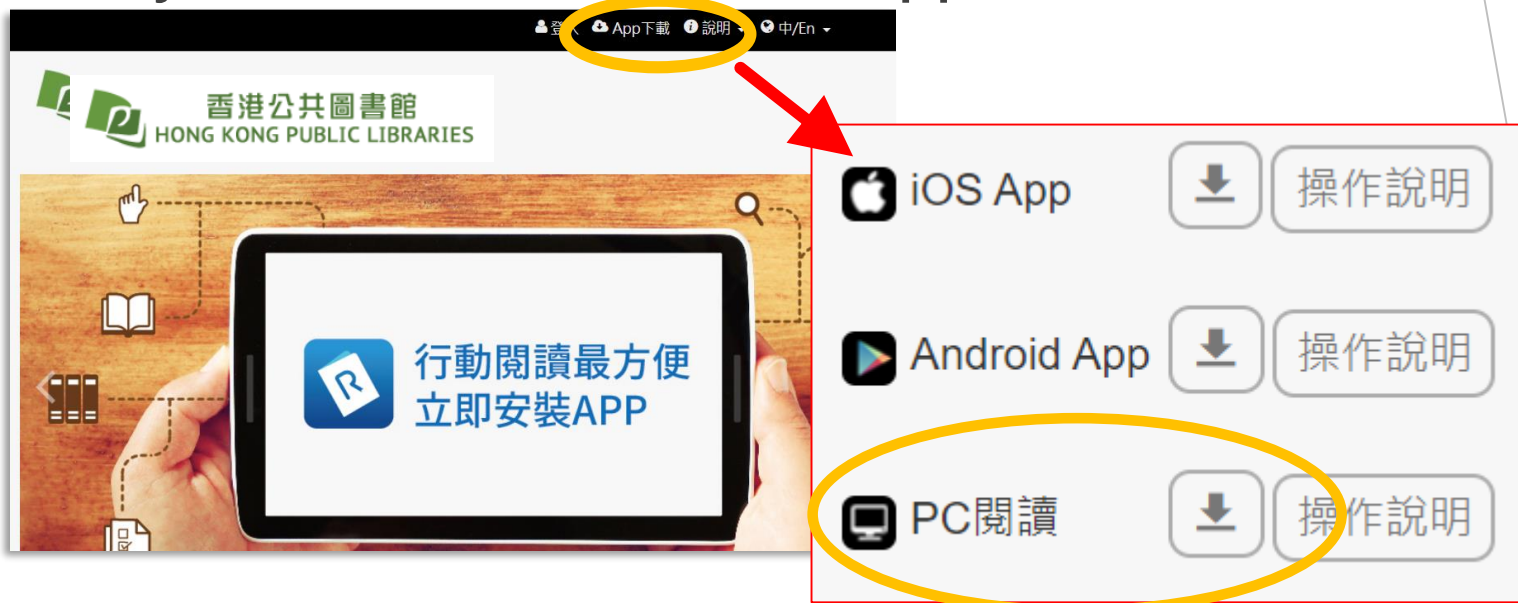 App下載 說明 中/En
香港公共圖書館
HONG KONG PUBLIC LIBRARIES
行動閱讀最方便
立即安裝APP
iOS App 操作說明
Android App 操作說明
PC閱讀 操作說明